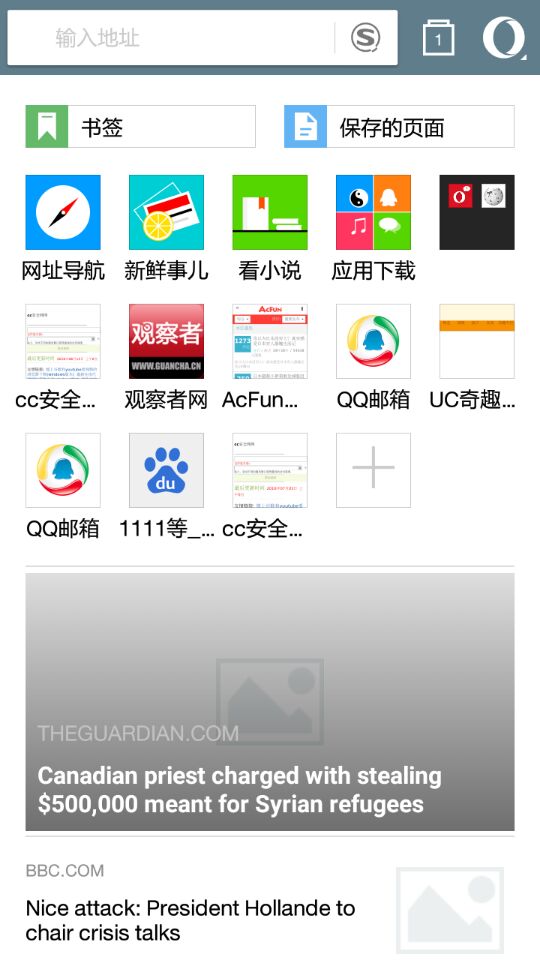 输入地址
1
书签
保存的页面
网址导航
新鲜事儿
看小说
应用下载
观察者
WWW.GUANCHA.CN
ACFUN
1273
cc安全...
观察者网
AcFun...
QQ邮箱
UC奇趣...
du
QQ邮箱
1111等_...
cc安全...
THEGUARDIAN.COM
Canadian priest charged with stealing
$500,000 meant for Syrian refugees
BBC.COM
Nice attack: President Hollande to
chair crisis talks